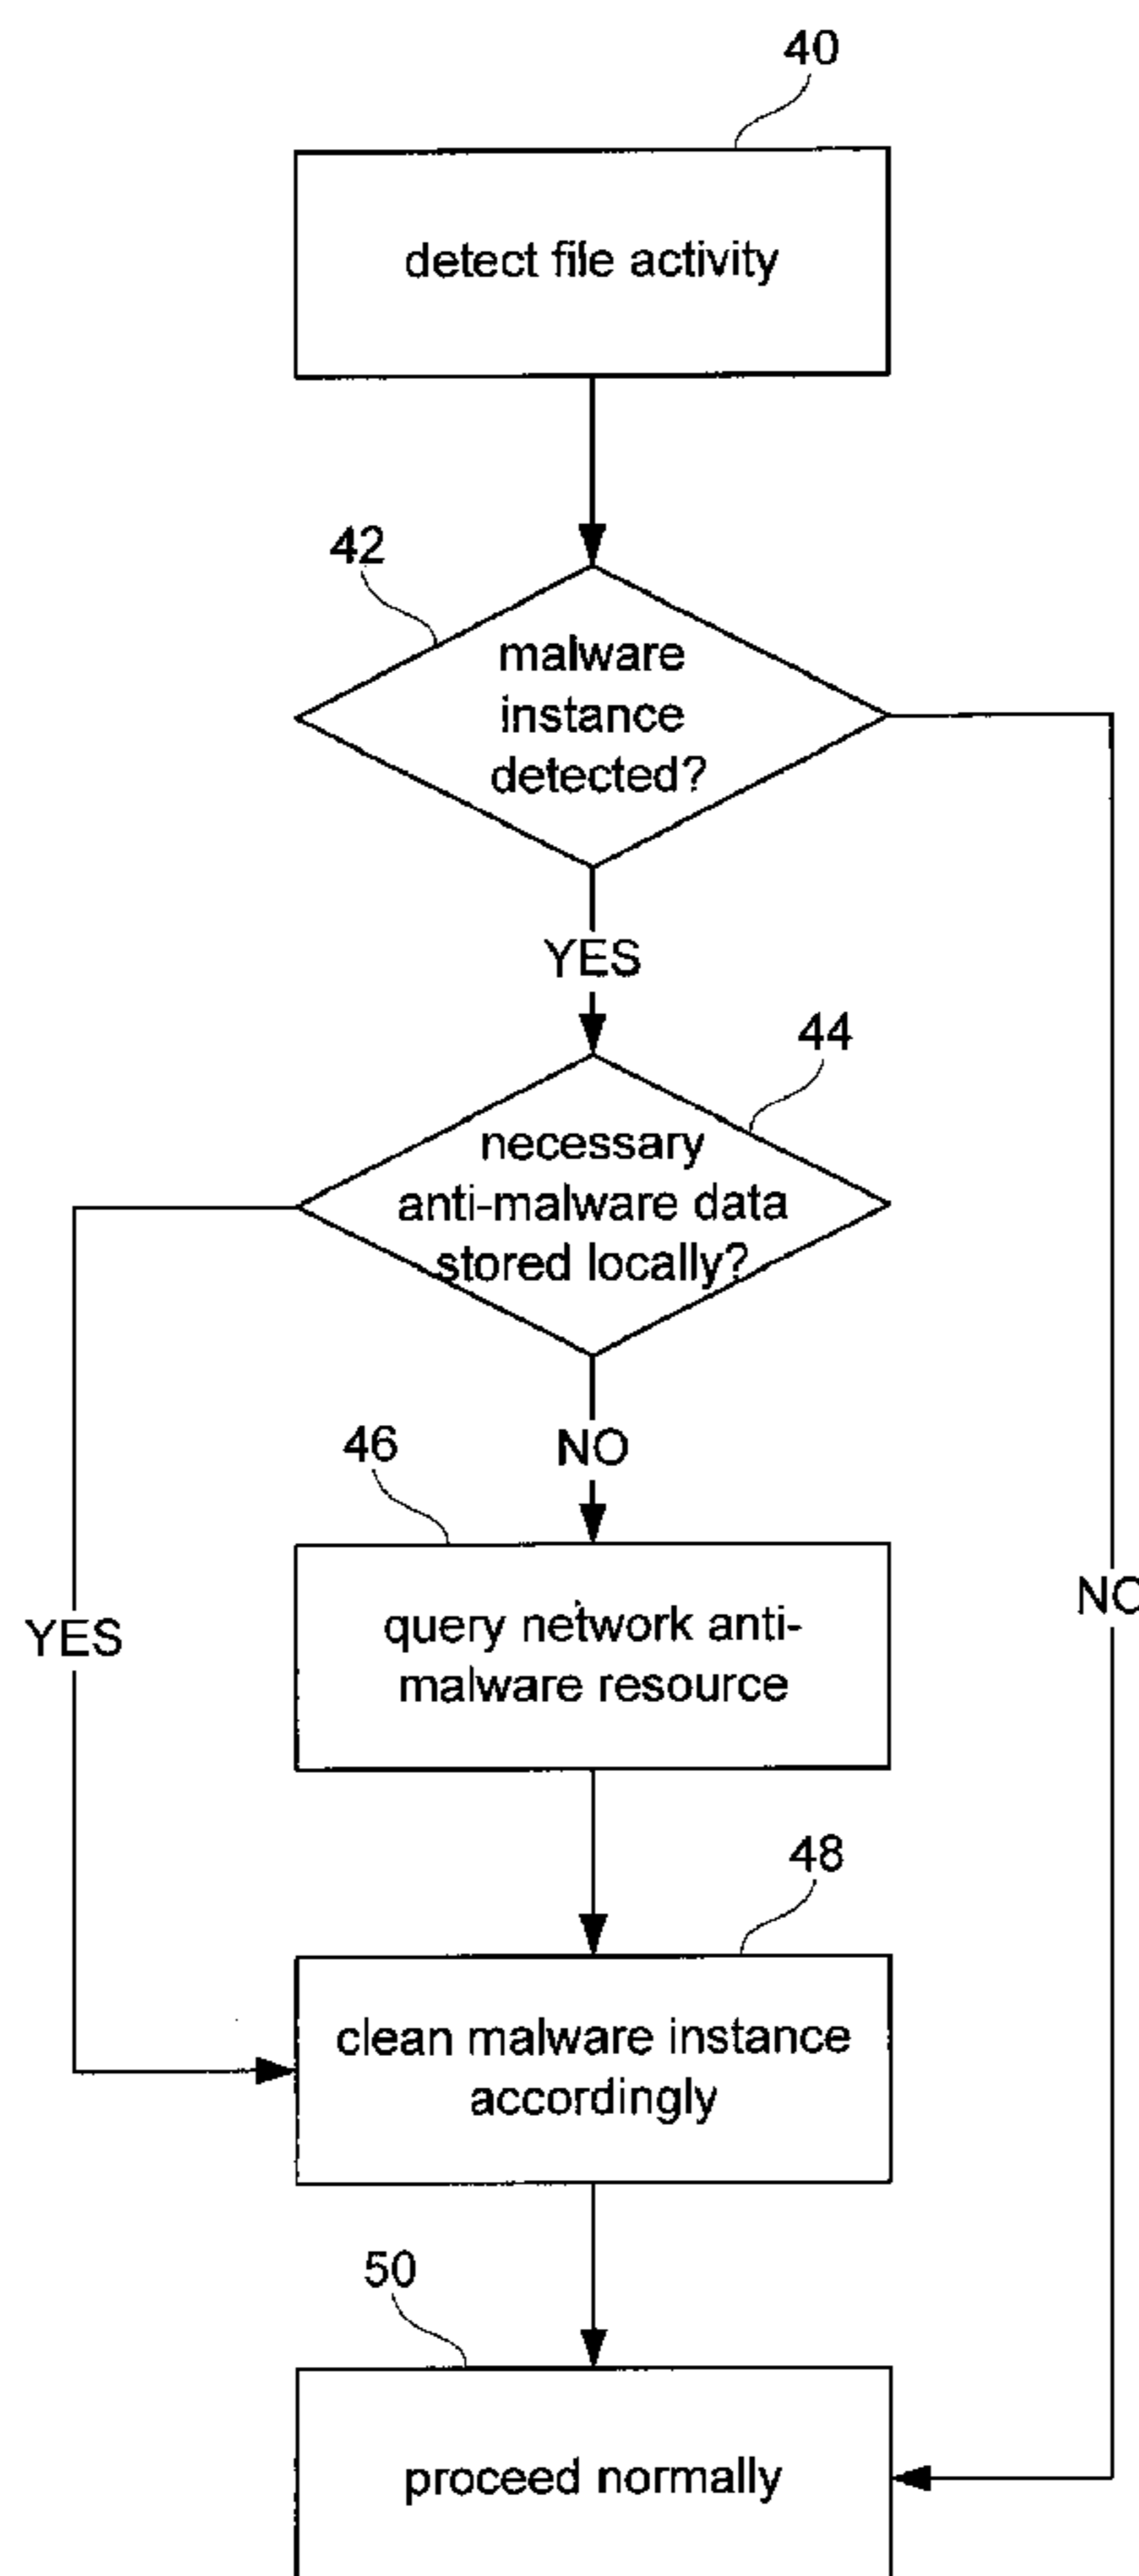 40
detect file activity
42
malware
instance
detected?
YES
44
necessary
anti-malware data
stored locally?
46
NO
NO
YES
query network anti-
malware resource
48
clean malware instance
accordingly
50
proceed normally